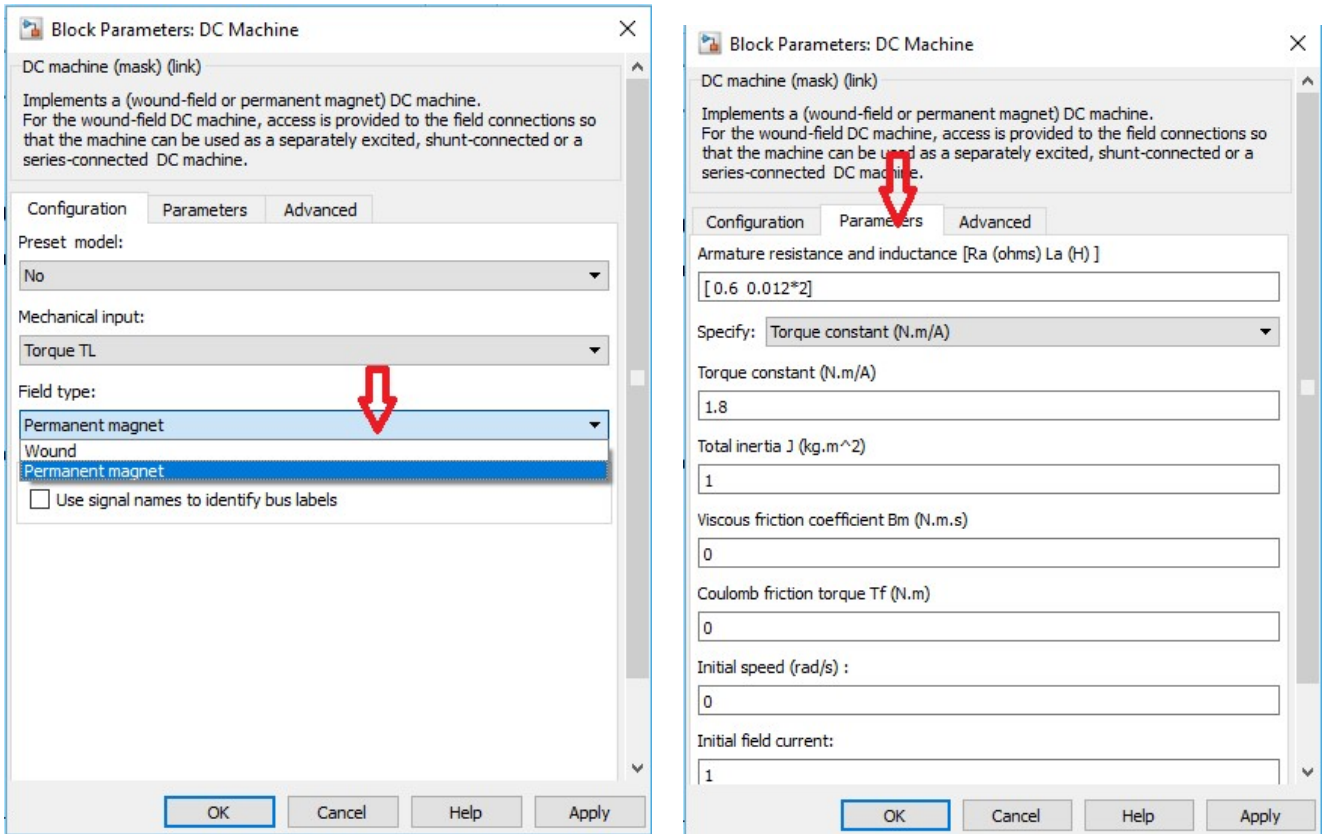 Block Parameters: DC Machine
DC machine (mask) (link)
Implements a (wound-field or permanent magnet) DC machine.
For the wound-field DC machine, access is provided to the field connections so
that the machine can be used as a separately excited, shunt-connected or a
series-connected DC machine.
Configuration Parameters Advanced
Preset model:
No
Mechanical input:
Torque TL
Field type:
Permanent magnet
Wound
Permanent magnet
Use signal names to identify bus labels
OK Cancel Help Apply
Block Parameters: DC Machine
DC machine (mask) (link)
Implements a (wound-field or permanent magnet) DC machine.
For the wound-field DC machine, access is provided to the field connections so
that the machine can be used as a separately excited, shunt-connected or a
series-connected DC machine.
Configuration Parameters Advanced
Armature resistance and inductance [Ra (ohms) La (H) ]
[ 0.6 0.012*2]
Specify: Torque constant (N.m/A)
Torque constant (N.m/A)
1.8
Total inertia J (kg.m^2)
1
Viscous friction coefficient Bm (N.m.s)
0
Coulomb friction torque Tf (N.m)
0
Initial speed (rad/s) :
0
Initial field current:
1
OK Cancel Help Apply